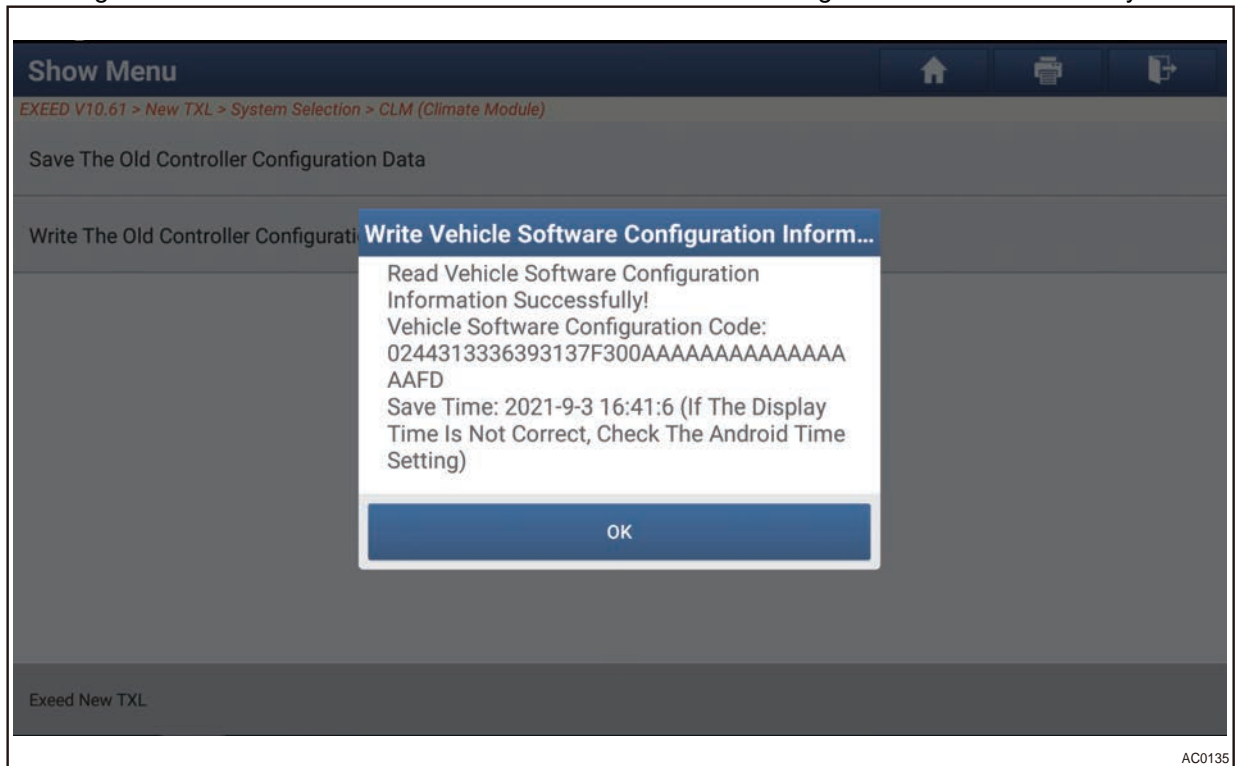 Show Menu
EXEED V10.61 > New TXL > System Selection > CLM (Climate Module)
Save The Old Controller Configuration Data
Write The Old Controller Configurati
Write Vehicle Software Configuration Inform...
Read Vehicle Software Configuration
Information Successfully!
Vehicle Software Configuration Code:
0244313336393137F300AAAAAAAAAAAAAA
AAFD
Save Time: 2021-9-3 16:41:6 (If The Display
Time Is Not Correct, Check The Android Time
Setting)
OK
Exeed New TXL
AC0135